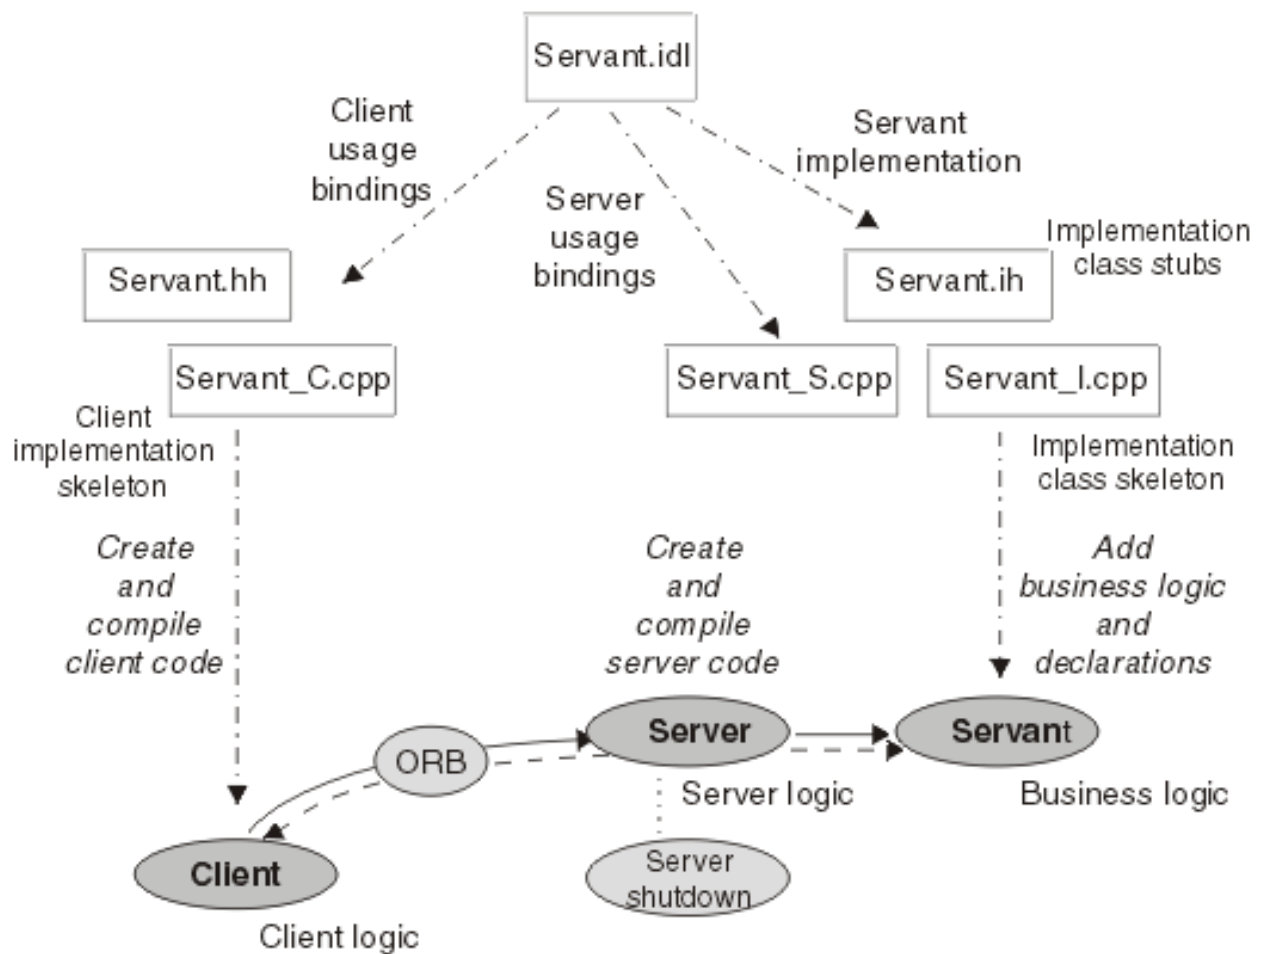 Servant.idl
Client
usage
bindings
Server
usage
bindings
Servant
implementation
Implementation
class stubs
Servant.hh
Servant.ih
Servant_C.cpp
Servant_S.cpp
Servant_I.cpp
Client
implementation
skeleton
Implementation
class skeleton
Create
and
compile
client code
Create
and
compile
server code
Add
business logic
and
declarations
ORB
Server
Servant
Server logic
Business logic
Client
Server
shutdown
Client logic